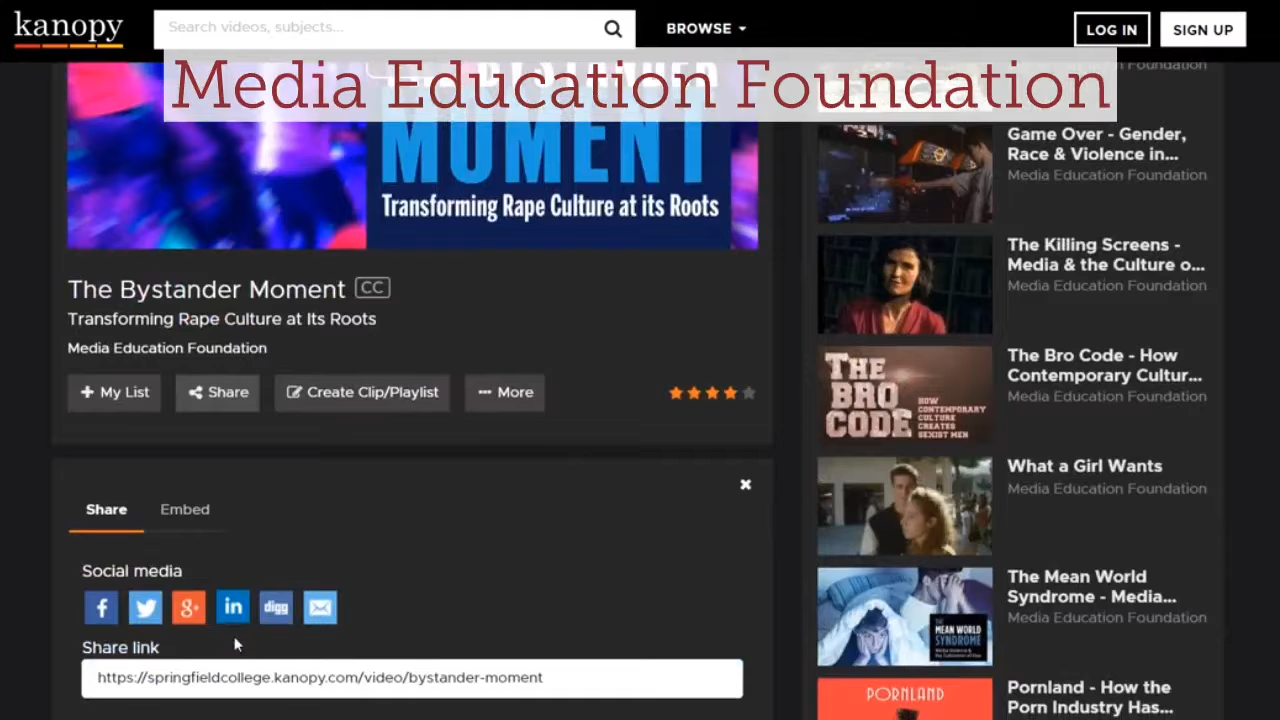 kanopy
Search videos, subjects...
BROWSE
LOG IN
SIGN UP
Media Education Foundation
BYSTANDER
MOMENT
Transforming Rape Culture at its Roots
The Bystander Moment CC
Transforming Rape Culture at Its Roots
Media Education Foundation
My List
Share
Create Clip/Playlist
More
Share
Embed
Social media
f
g+
in
digg
Share link
https://springfieldcollege.kanopy.com/video/bystander-moment
Foundation
Game Over - Gender,
Race & Violence in...
Media Education Foundation
The Killing Screens -
Media & the Culture o...
Media Education Foundation
THE
BRO
CODE
HOW
CONTEMPORARY
CULTURE
CREATES
SEXIST MEN
The Bro Code - How
Contemporary Cultur...
Media Education Foundation
What a Girl Wants
Media Education Foundation
THE
MEAN WORLD
SYNDROME
The Mean World
Syndrome - Media...
Media Education Foundation
PORNLAND
Pornland - How the
Porn Industry Has...